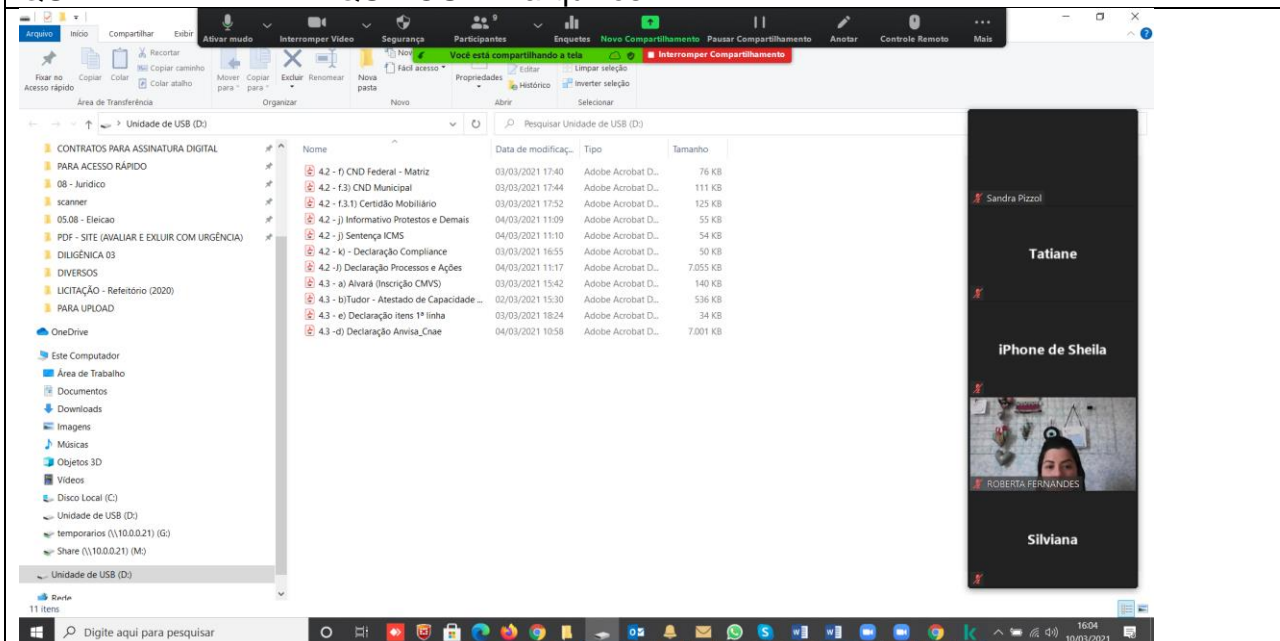 Arquivo Início Compartilhar Exibir
Ativar mudo Interromper Vídeo Segurança Participantes 9 Enquetes Novo Compartilhamento Pausar Compartilhamento Anotar Controle Remoto Mais
Você está compartilhando a tela Interromper Compartilhamento
Fixar no Acesso rápido
Copiar
Colar
Recortar
Copiar caminho
Colar atalho
Mover para
Copiar para
Excluir
Renomear
Nova pasta
Fácil acesso
Propriedades
Editar
Histórico
Limpar seleção
Inverter seleção
Área de Transferência Organizar Novo Abrir Selecionar
Unidade de USB (D:)
Pesquisar Unidade de USB (D:)
CONTRATOS PARA ASSINATURA DIGITAL
PARA ACESSO RÁPIDO
08 - Juridico
scanner
05.08 - Eleicao
PDF - SITE (AVALIAR E EXLUIR COM URGÊNCIA)
DILIGÊNICA 03
DIVERSOS
LICITAÇÃO - Refeitório (2020)
PARA UPLOAD
OneDrive
Este Computador
Área de Trabalho
Documentos
Downloads
Imagens
Músicas
Objetos 3D
Vídeos
Disco Local (C:)
Unidade de USB (D:)
temporarios (\\10.0.0.21) (G:)
Share (\\10.0.0.21) (M:)
Unidade de USB (D:)
Rede
11 itens
Nome Data de modificaç... Tipo Tamanho
4.2 - f) CND Federal - Matriz 03/03/2021 17:40 Adobe Acrobat D... 76 KB
4.2 - f.3) CND Municipal 03/03/2021 17:44 Adobe Acrobat D... 111 KB
4.2 - f.3.1) Certidão Mobiliário 03/03/2021 17:52 Adobe Acrobat D... 125 KB
4.2 - j) Informativo Protestos e Demais 04/03/2021 11:09 Adobe Acrobat D... 55 KB
4.2 - j) Sentença ICMS 04/03/2021 11:10 Adobe Acrobat D... 54 KB
4.2 - k) - Declaração Compliance 03/03/2021 16:55 Adobe Acrobat D... 50 KB
4.2 -J) Declaração Processos e Ações 04/03/2021 11:17 Adobe Acrobat D... 7.055 KB
4.3 - a) Alvará (Inscrição CMVS) 03/03/2021 15:42 Adobe Acrobat D... 140 KB
4.3 - b)Tudor - Atestado de Capacidade ... 02/03/2021 15:30 Adobe Acrobat D... 536 KB
4.3 - e) Declaração itens 1ª linha 03/03/2021 18:24 Adobe Acrobat D... 34 KB
4.3 -d) Declaração Anvisa_Cnae 04/03/2021 10:58 Adobe Acrobat D... 7.001 KB
Sandra Pizzol
Tatiane
iPhone de Sheila
ROBERTA FERNANDES
Silviana
Digite aqui para pesquisar
16:04
10/03/2021